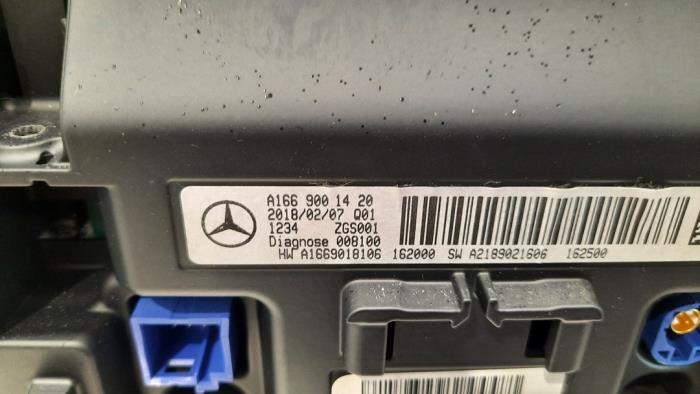 A166 900 14 20
2018/02/07 Q01
1234 ZGS001
Diagnose 008100
HW A1669018106 162000 SW A2189021606 162500